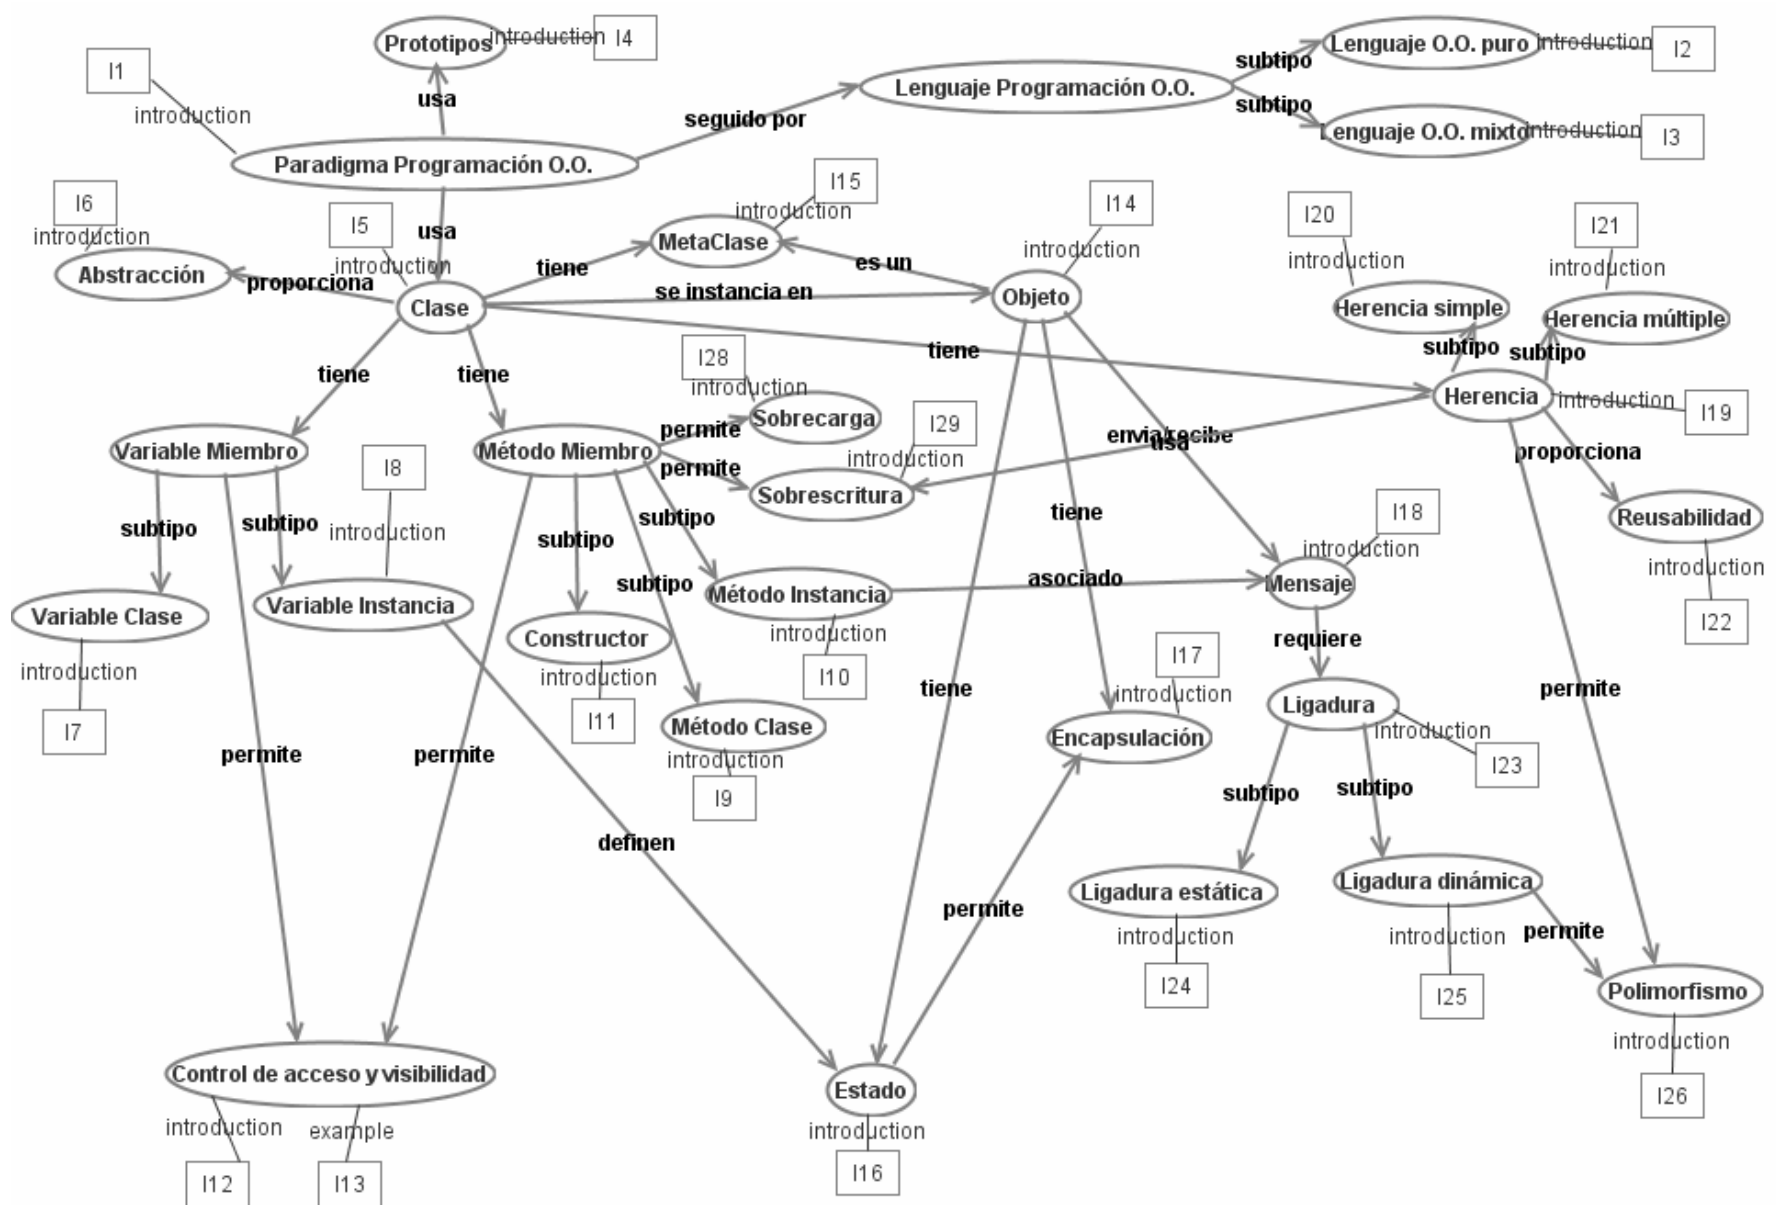 Prototipos
introduction
I4
Lenguaje O.O. puro
introduction
I2
I1
subtipo
Lenguaje Programación O.O.
usa
introduction
seguido por
subtipo
Lenguaje O.O. mixto
introduction
I3
Paradigma Programación O.O.
I15
I6
I5
introduction
I14
I20
I21
introduction
usa
MetaClase
introduction
introduction
tiene
es un
introduction
introduction
Abstracción
proporciona
se instancia en
Objeto
Clase
Herencia simple
Herencia múltiple
tiene
subtipo
subtipo
I28
tiene
tiene
introduction
Herencia
introduction
I19
Sobrecarga
I29
permite
envia/recibe
usa
Variable Miembro
Método Miembro
proporciona
introduction
permite
I8
Sobrescritura
tiene
I18
Reusabilidad
subtipo
subtipo
introduction
subtipo
subtipo
introduction
introduction
subtipo
asociado
Mensaje
Variable Clase
Variable Instancia
Método Instancia
I22
Constructor
introduction
requiere
introduction
introduction
I10
I17
introduction
tiene
permite
I7
I11
Método Clase
Encapsulación
Ligadura
introduction
permite
permite
introduction
I23
I9
subtipo
subtipo
definen
Ligadura estática
Ligadura dinámica
permite
introduction
introduction
permite
I24
I25
Polimorfismo
introduction
Control de acceso y visibilidad
Estado
I26
introduction
example
introduction
I12
I13
I16